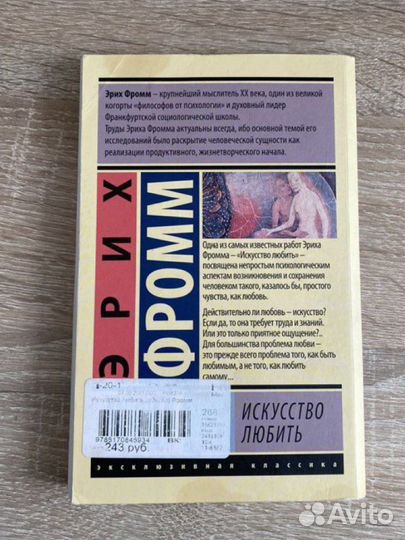 Эрих Фромм – крупнейший мыслитель XX века, один из великой
когорты «философов от психологии» и духовный лидер
Франкфуртской социологической школы.
Труды Эриха Фромма актуальны всегда, ибо основной темой его
исследований было раскрытие человеческой сущности как
реализации продуктивного, жизнетворческого начала.
ЭРИХ
ФРОММ
Одна из самых известных работ Эриха
Фромма – «Искусство любить» –
посвящена непростым психологическим
аспектам возникновения и сохранения
человеком такого, казалось бы, простого
чувства, как любовь.
Действительно ли любовь – искусство?
Если да, то она требует труда и знаний.
Или это только приятное ощущение?..
Для большинства проблема любви –
это прежде всего проблема того, как быть
любимым, а не того, как любить
самому...
1-20-1
9785170845934
243 руб.
ИСКУССТВО
ЛЮБИТЬ
эксклюзивная классика
Avito